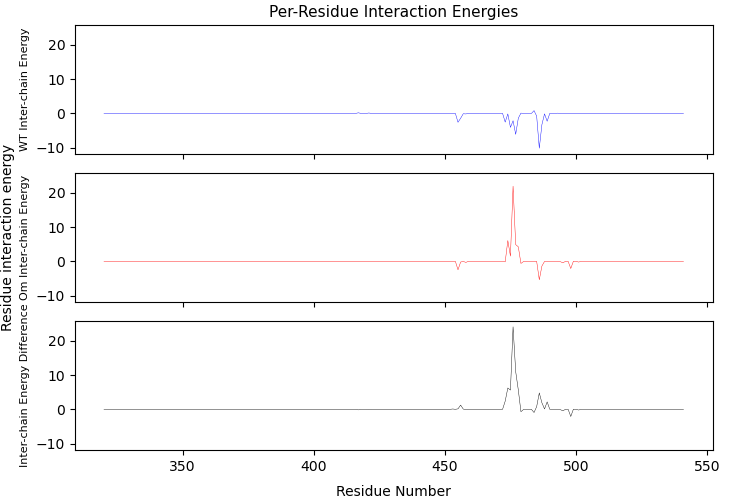 Per-Residue Interaction Energies
Residue interaction energy
WT Inter-chain Energy
20
10
0
−10
Om Inter-chain Energy
20
10
0
−10
Inter-chain Energy Difference
20
10
0
−10
350
400
450
500
550
Residue Number